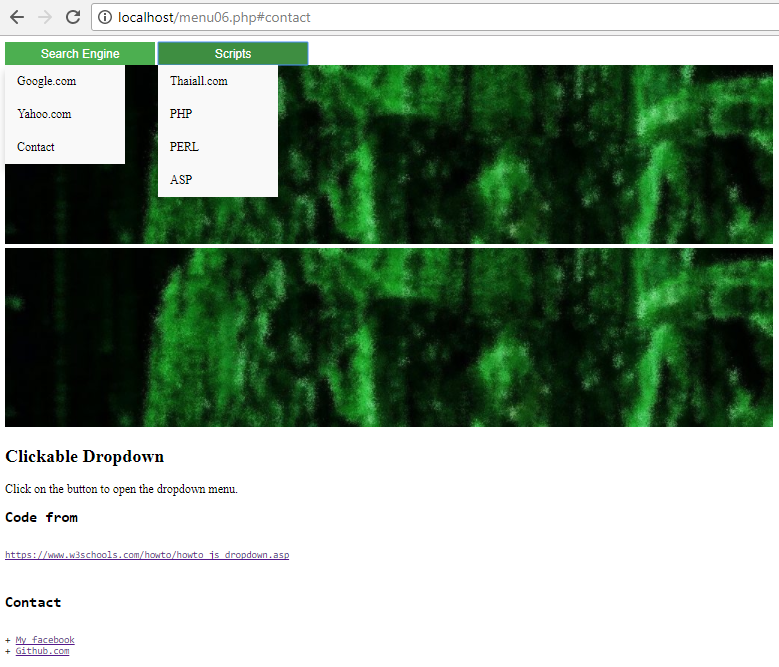 localhost/menu06.php#contact
Search Engine
Scripts
Google.com
Yahoo.com
Contact
Thaiall.com
PHP
PERL
ASP
Clickable Dropdown
Click on the button to open the dropdown menu.
Code from
https://www.w3schools.com/howto/howto_js_dropdown.asp
Contact
+ My facebook
+ Github.com